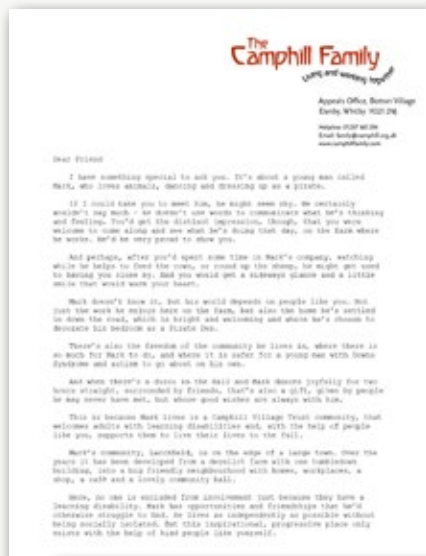 The
Camphill Family
Living and working together
Appeals Office, Botton Village
Danby, Whitby YO21 2NJ
Email: family@camphill.org.uk
www.camphillfamily.com
Dear Friend
I have something special to ask you. It's about a young man called
Mark, who loves animals, dancing and dressing up as a pirate.
If I could take you to meet him, he might seem shy. He certainly
wouldn't say much - he doesn't use words to communicate what he's thinking
and feeling. You'd get the distinct impression, though, that you were
welcome to come along and see what he's doing that day, on the farm where
he works. He'd be very proud to show you.
And perhaps, after you'd spent some time in Mark's company, watching
while he helps to feed the cows, or round up the sheep, he might get used
to having you close by. And you would get a sideways glance and a little
smile that would warm your heart.
Mark doesn't know it, but his world depends on people like you. Not
just the work he enjoys here on the farm, but also the home he's settled
in down the road, which is bright and welcoming and where he's chosen to
decorate his bedroom as a Pirate Den.
There's also the freedom of the community he lives in, where there is
so much for Mark to do, and where it is safer for a young man with Downs
Syndrome and autism to go about on his own.
And when there's a disco in the Hall and Mark dances joyfully for two
hours straight, surrounded by friends, that's also a gift, given by people
he may never have met, but whose good wishes are always with him.
This is because Mark lives in a Camphill Village Trust community, that
welcomes adults with learning disabilities and, with the help of people
like you, supports them to live their lives to the full.
Mark's community, Larchfield, is on the edge of a large town. Over the
years it has been developed from a derelict farm with one tumbledown
building, into a big friendly neighbourhood with homes, workplaces, a
shop, a café and a lovely community hall.
Here, no one is excluded from involvement just because they have a
learning disability. Mark has opportunities and friendships that he'd
otherwise struggle to find. He lives as independently as possible without
being socially isolated. But this inspirational, progressive place only
exists with the help of kind people like yourself.